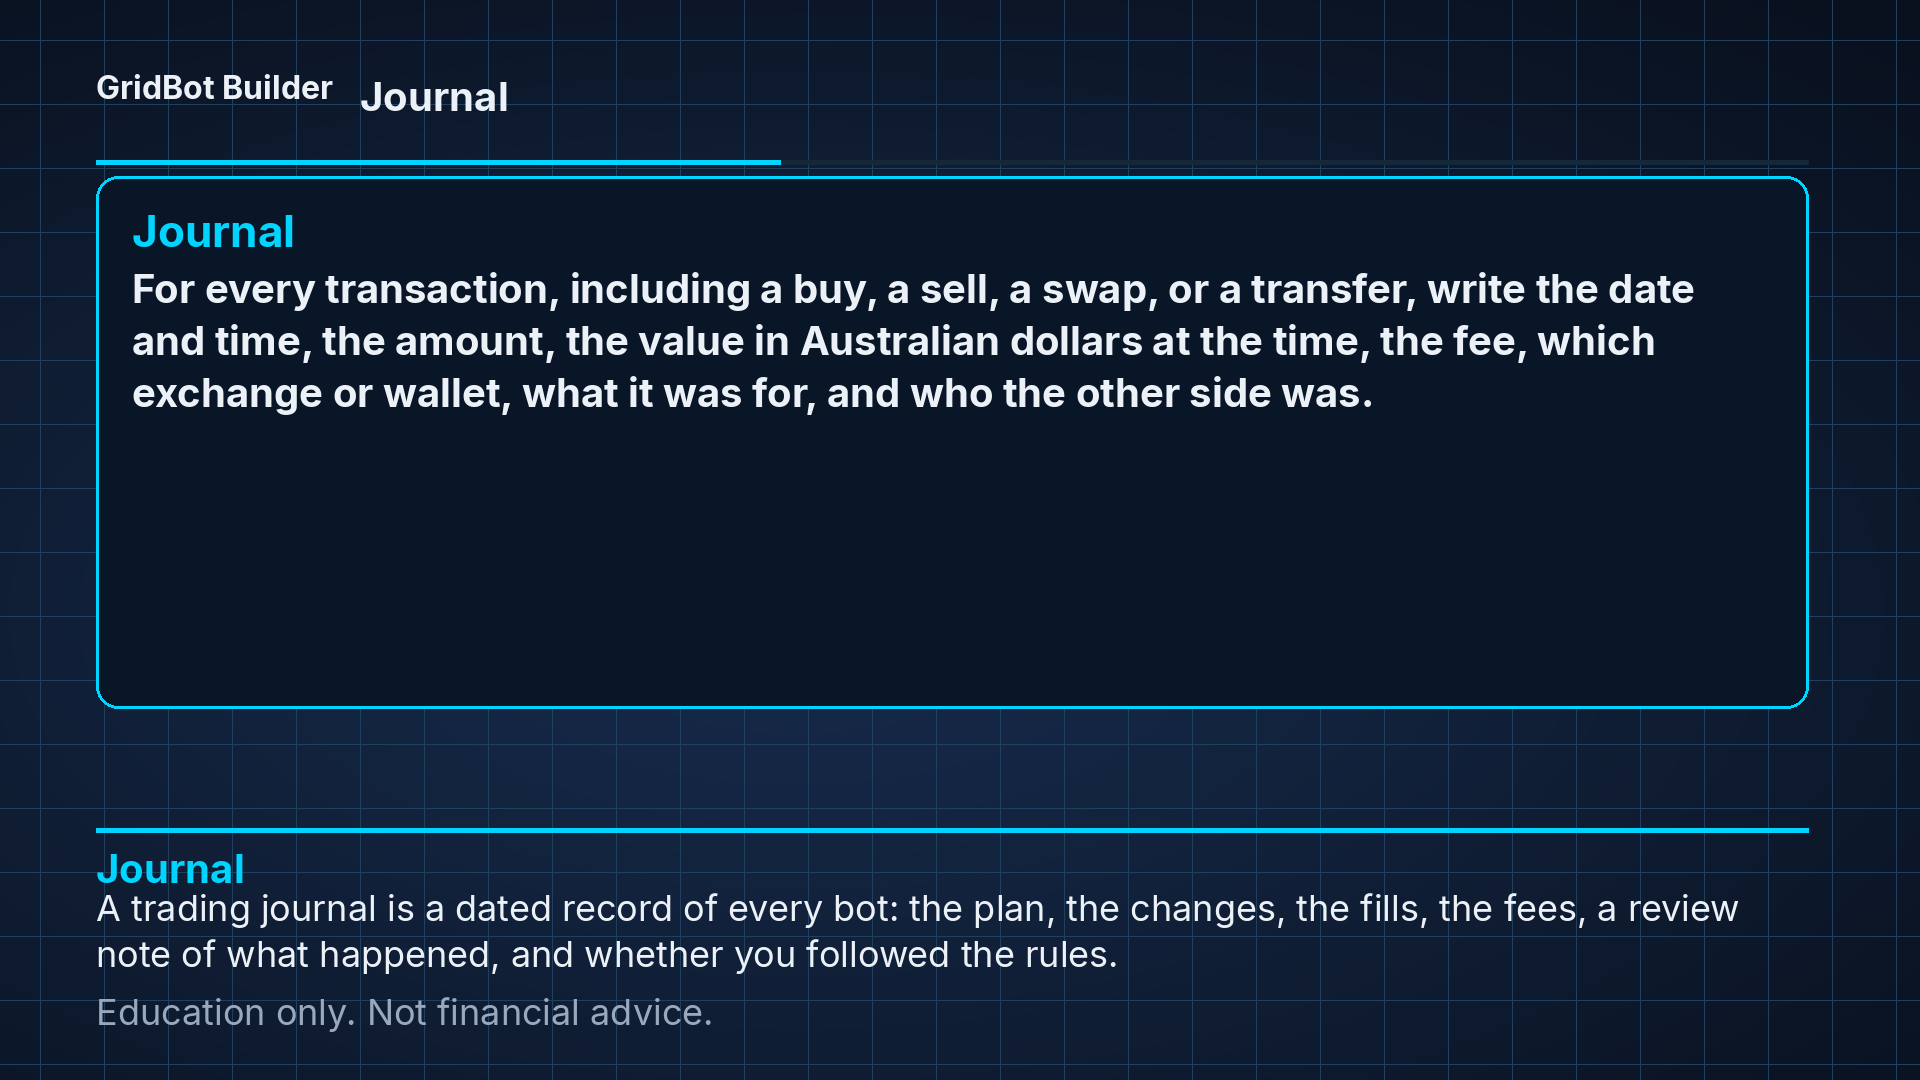 GridBot Builder
Journal
Journal
For every transaction, including a buy, a sell, a swap, or a transfer, write the date
and time, the amount, the value in Australian dollars at the time, the fee, which
exchange or wallet, what it was for, and who the other side was.
Journal
A trading journal is a dated record of every bot: the plan, the changes, the fills, the fees, a review
note of what happened, and whether you followed the rules.
Education only. Not financial advice.